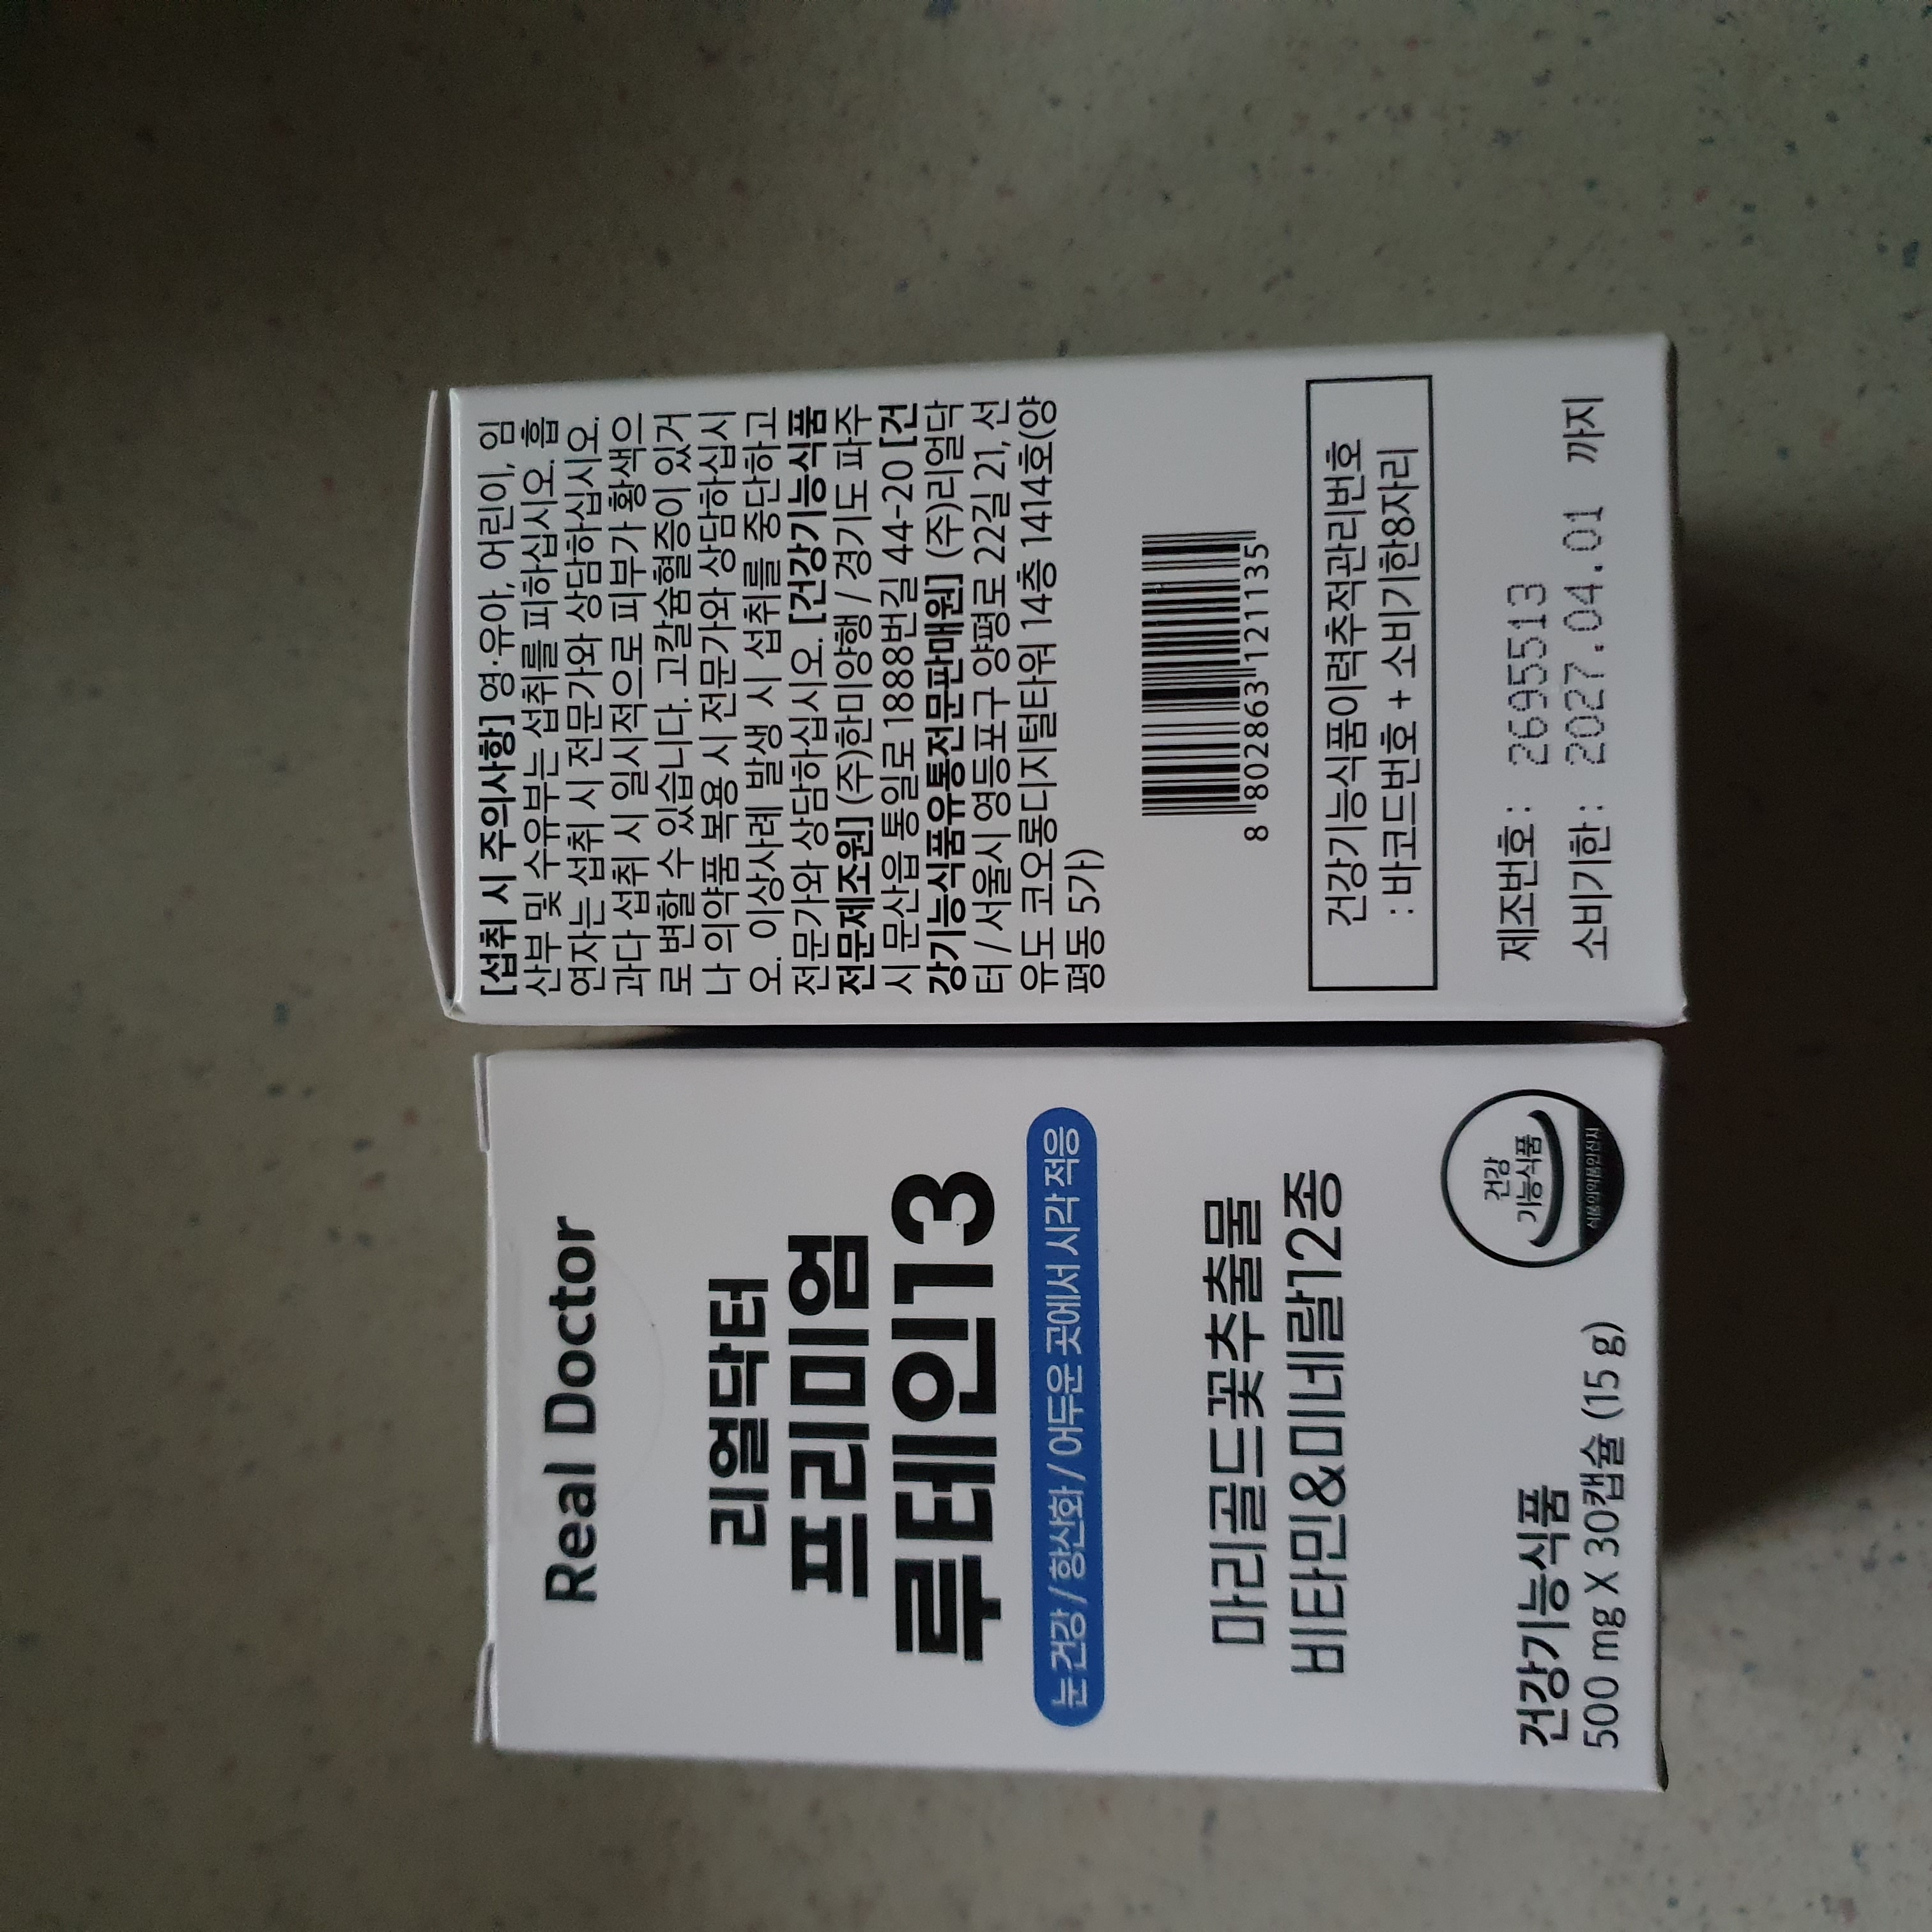 Real Doctor
리얼닥터
프리미엄
루테인13
눈 건강 / 항산화 / 어두운 곳에서 시각 적응
마리골드꽃추출물
비타민&미네랄12종
건강기능식품
500 mg X 30캡슐 (15 g)
건강
기능식품
식품의약품안전처
[섭취 시 주의사항] 영·유아, 어린이, 임
산부 및 수유부는 섭취를 피하십시오. 흡
연자는 섭취 시 전문가와 상담하십시오.
과다 섭취 시 일시적으로 피부가 황색으
로 변할 수 있습니다. 고칼슘혈증이 있거
나 의약품 복용 시 전문가와 상담하십시
오. 이상사례 발생 시 섭취를 중단하고
전문가와 상담하십시오. [건강기능식품
전문제조원] (주)한미양행 / 경기도 파주
시 문산읍 통일로 1888번길 44-20 [건
강기능식품유통전문판매원] (주)리얼닥
터 / 서울시 영등포구 양평로 22길 21, 선
유도 코오롱디지털타워 14층 1414호(양
평동 5가)
8 802863 121135
건강기능식품이력추적관리번호
: 바코드번호 + 소비기한8자리
제조번호 : 2695513
소비기한 : 2027.04.01 까지